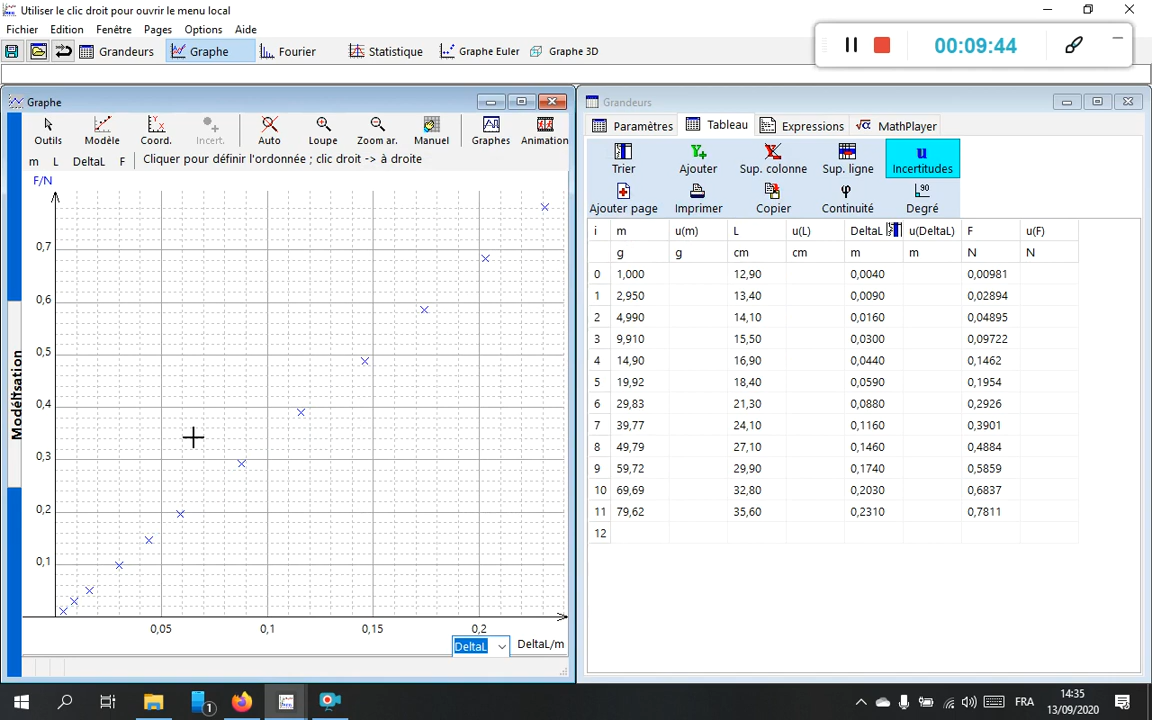 Utiliser le clic droit pour ouvrir le menu local
Fichier Edition Fenêtre Pages Options Aide
Grandeurs Graphe Fourier Statistique Graphe Euler Graphe 3D
00:09:44
Graphe
Outils Modèle Coord. Incert. Auto Loupe Zoom ar. Manuel Graphes Animation
m L DeltaL F Cliquer pour définir l'ordonnée ; clic droit -> à droite
F/N
0,7
0,6
0,5
0,4
0,3
0,2
0,1
0,05 0,1 0,15 0,2
DeltaL DeltaL/m
Modélisation
Grandeurs
Paramètres Tableau Expressions MathPlayer
Trier Ajouter Sup. colonne Sup. ligne u Incertitudes
Ajouter page Imprimer Copier Continuité Degré
i m u(m) L u(L) DeltaL u(DeltaL) F u(F)
g g cm cm m m N N
0 1,000 12,90 0,0040 0,00981
1 2,950 13,40 0,0090 0,02894
2 4,990 14,10 0,0160 0,04895
3 9,910 15,50 0,0300 0,09722
4 14,90 16,90 0,0440 0,1462
5 19,92 18,40 0,0590 0,1954
6 29,83 21,30 0,0880 0,2926
7 39,77 24,10 0,1160 0,3901
8 49,79 27,10 0,1460 0,4884
9 59,72 29,90 0,1740 0,5859
10 69,69 32,80 0,2030 0,6837
11 79,62 35,60 0,2310 0,7811
12
1 FRA 14:35
13/09/2020